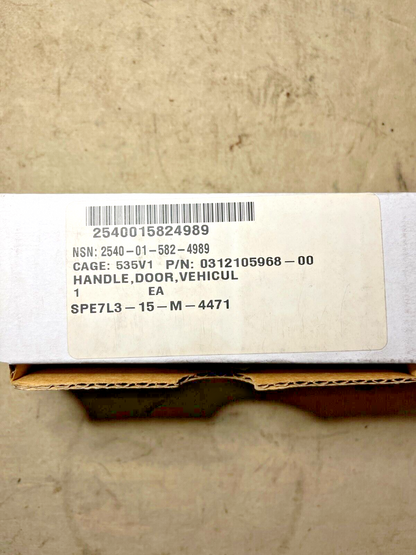 2540015824989
NSN: 2540-01-582-4989
CAGE: 535V1 P/N: 0312105968-00
HANDLE,DOOR,VEHICUL
1 EA
SPE7L3-15-M-4471